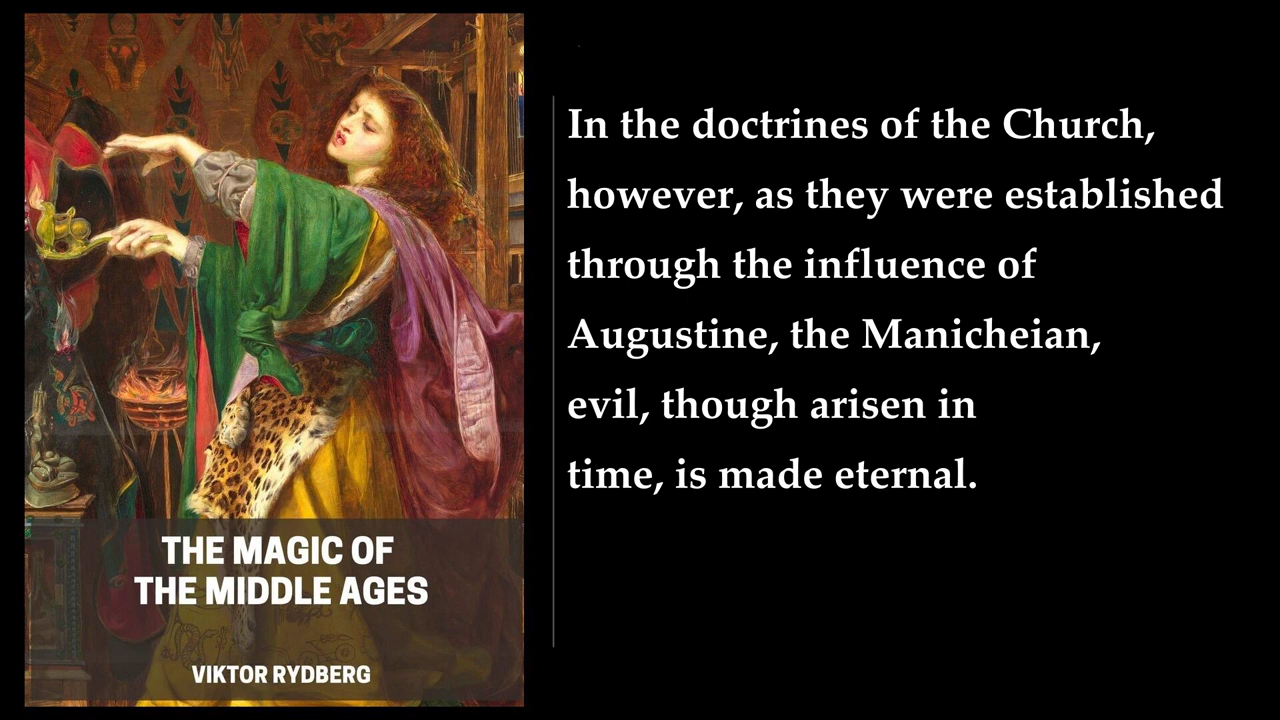 THE MAGIC OF
THE MIDDLE AGES
VIKTOR RYDBERG
In the doctrines of the Church,
however, as they were established
through the influence of
Augustine, the Manicheian,
evil, though arisen in
time, is made eternal.